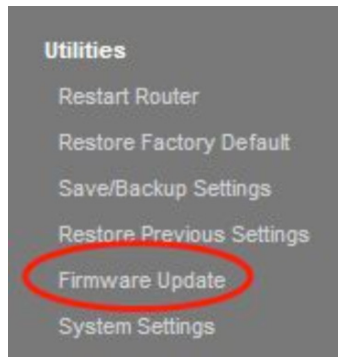 Utilities
Restart Router
Restore Factory Default
Save/Backup Settings
Restore Previous Settings
Firmware Update
System Settings